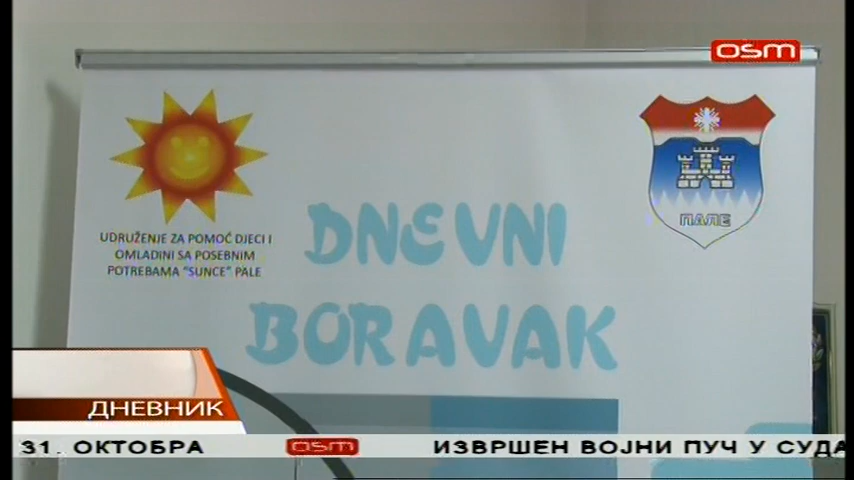 OSM
UDRUŽENJE ZA POMOĆ DJECI I
OMLADINI SA POSEBNIM
POTREBAMA "SUNCE" PALE
DNEVNI
BORAVAK
ПАЛЕ
ДНЕВНИК
31. ОКТОБРА OSM ИЗВРШЕН ВОЈНИ ПУЧ У СУДА